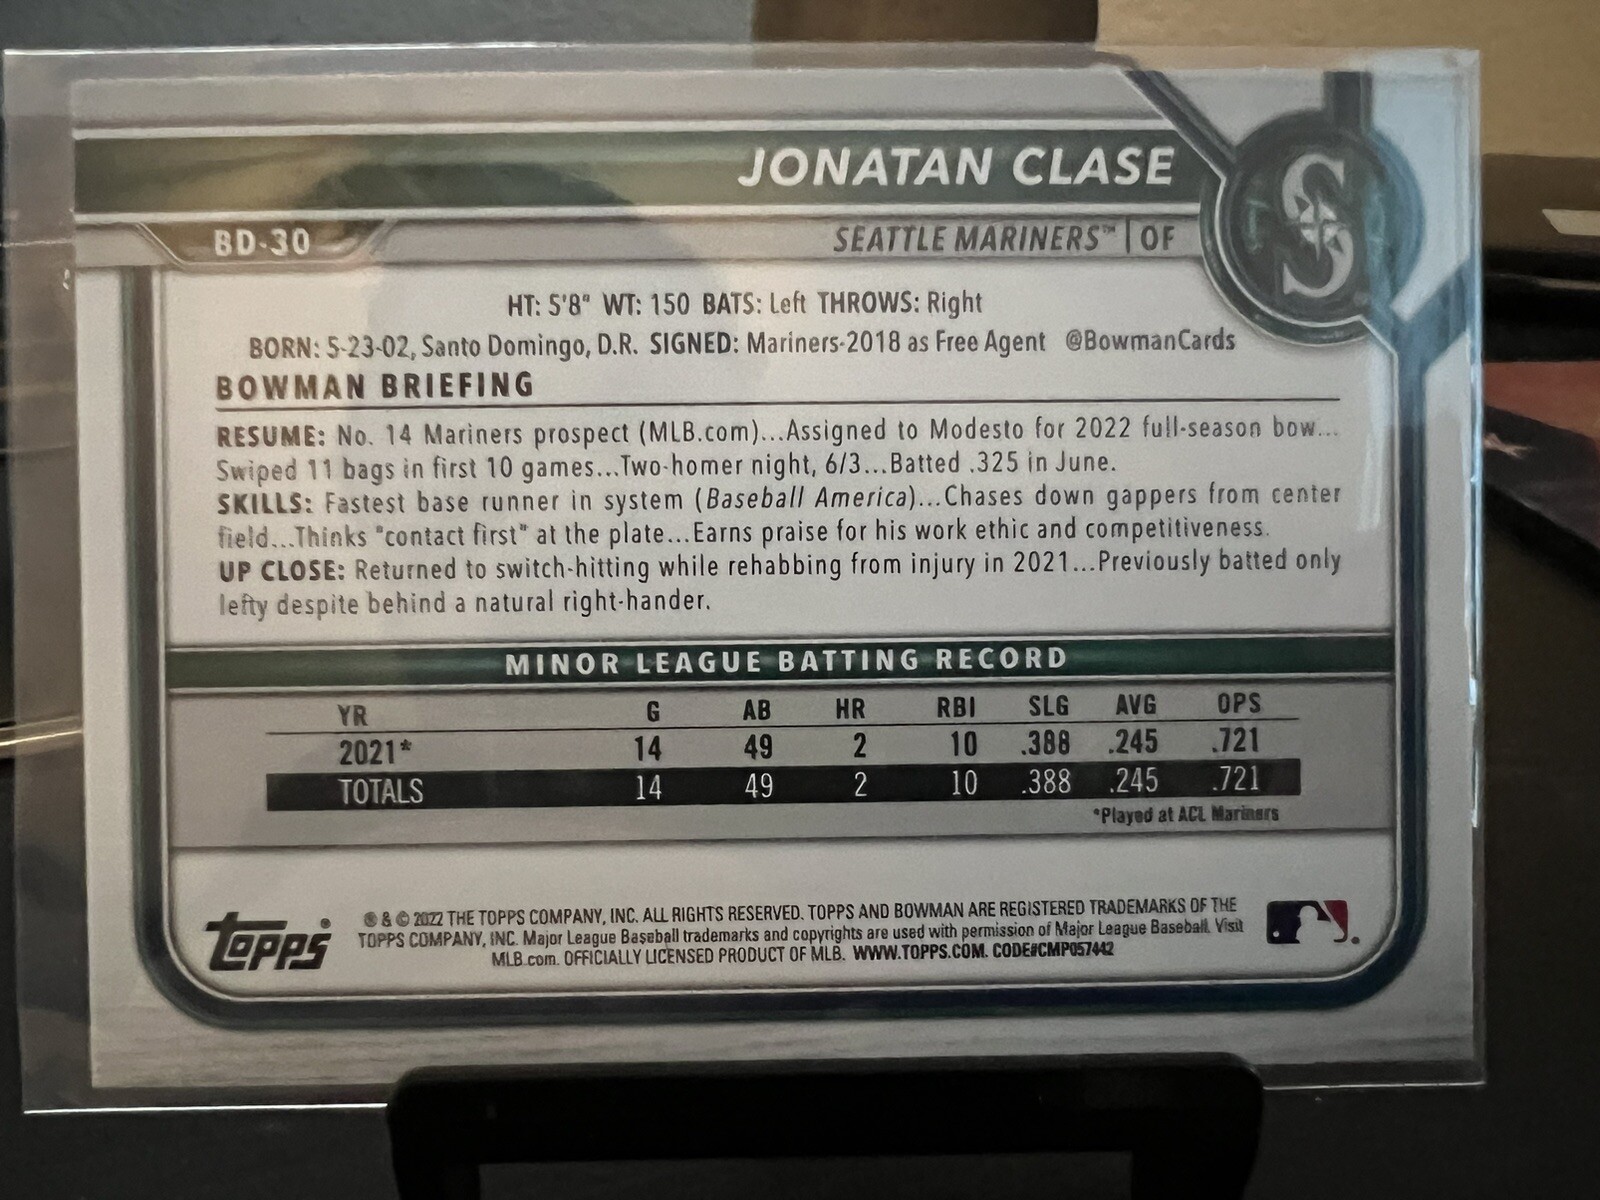 JONATAN CLASE
BD-30
SEATTLE MARINERS™ | OF
S
HT: 5'8" WT: 150 BATS: Left THROWS: Right
BORN: 5-23-02, Santo Domingo, D.R. SIGNED: Mariners-2018 as Free Agent @BowmanCards
BOWMAN BRIEFING
RESUME: No. 14 Mariners prospect (MLB.com)...Assigned to Modesto for 2022 full-season bow...
Swiped 11 bags in first 10 games...Two-homer night, 6/3...Batted .325 in June.
SKILLS: Fastest base runner in system (Baseball America)...Chases down gappers from center
field...Thinks "contact first" at the plate...Earns praise for his work ethic and competitiveness.
UP CLOSE: Returned to switch-hitting while rehabbing from injury in 2021...Previously batted only
lefty despite behind a natural right-hander.
MINOR LEAGUE BATTING RECORD
YR G AB HR RBI SLG AVG OPS
2021* 14 49 2 10 .388 .245 .721
TOTALS 14 49 2 10 .388 .245 .721
*Played at ACL Mariners
topps
® & © 2022 THE TOPPS COMPANY, INC. ALL RIGHTS RESERVED. TOPPS AND BOWMAN ARE REGISTERED TRADEMARKS OF THE
TOPPS COMPANY, INC. Major League Baseball trademarks and copyrights are used with permission of Major League Baseball. Visit
MLB.com. OFFICIALLY LICENSED PRODUCT OF MLB. WWW.TOPPS.COM. CODE#CMP057442